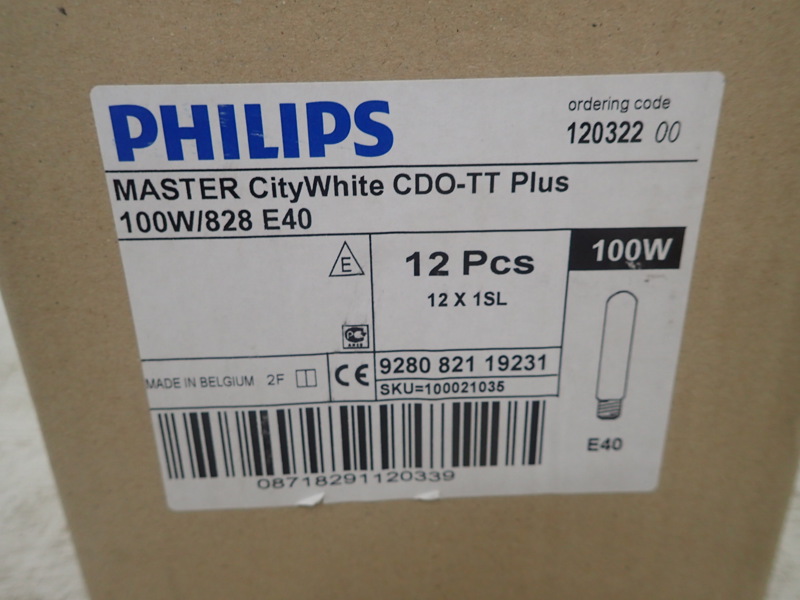 PHILIPS
ordering code
120322 00
MASTER CityWhite CDO-TT Plus
100W/828 E40
E
12 Pcs
12 X 1SL
100W
MADE IN BELGIUM 2F
CE
9280 821 19231
SKU=100021035
E40
08718291120339